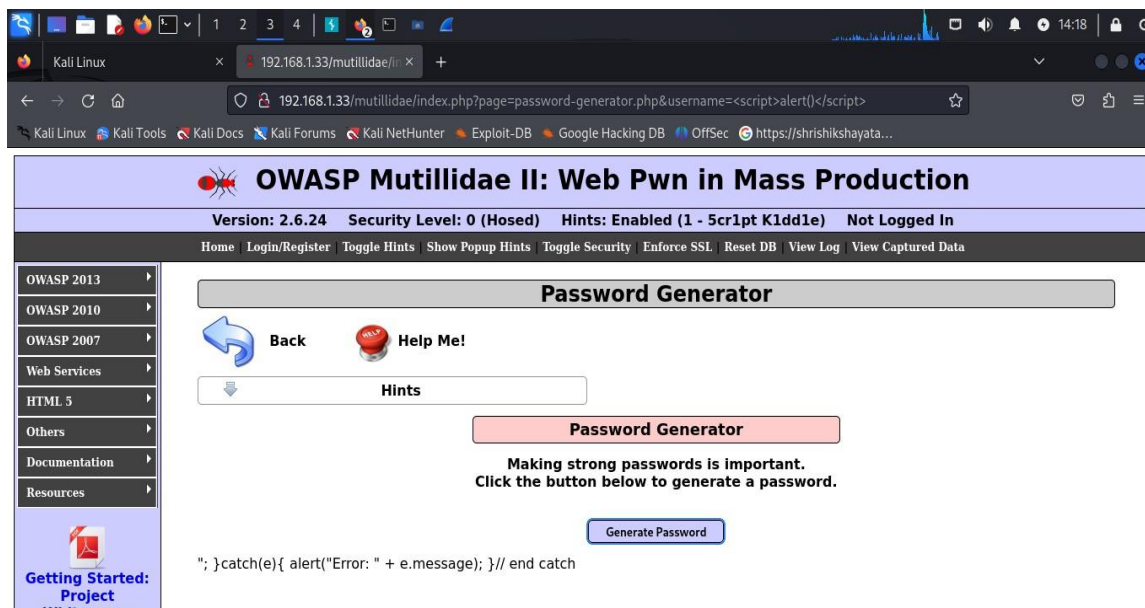 1 2 3 4
2
14:18
Kali Linux
192.168.1.33/mutillidae/in
192.168.1.33/mutillidae/index.php?page=password-generator.php&username=<script>alert()</script>
Kali Linux Kali Tools Kali Docs Kali Forums Kali NetHunter Exploit-DB Google Hacking DB OffSec https://shrishikshayata...
OWASP Mutillidae II: Web Pwn in Mass Production
Version: 2.6.24 Security Level: 0 (Hosed) Hints: Enabled (1 - 5cr1pt K1dd1e) Not Logged In
Home | Login/Register | Toggle Hints | Show Popup Hints | Toggle Security | Enforce SSL | Reset DB | View Log | View Captured Data
OWASP 2013
OWASP 2010
OWASP 2007
Web Services
HTML 5
Others
Documentation
Resources
Getting Started:
Project
Password Generator
Back
HELP
Help Me!
Hints
Password Generator
Making strong passwords is important.
Click the button below to generate a password.
Generate Password
"; }catch(e){ alert("Error: " + e.message); }// end catch